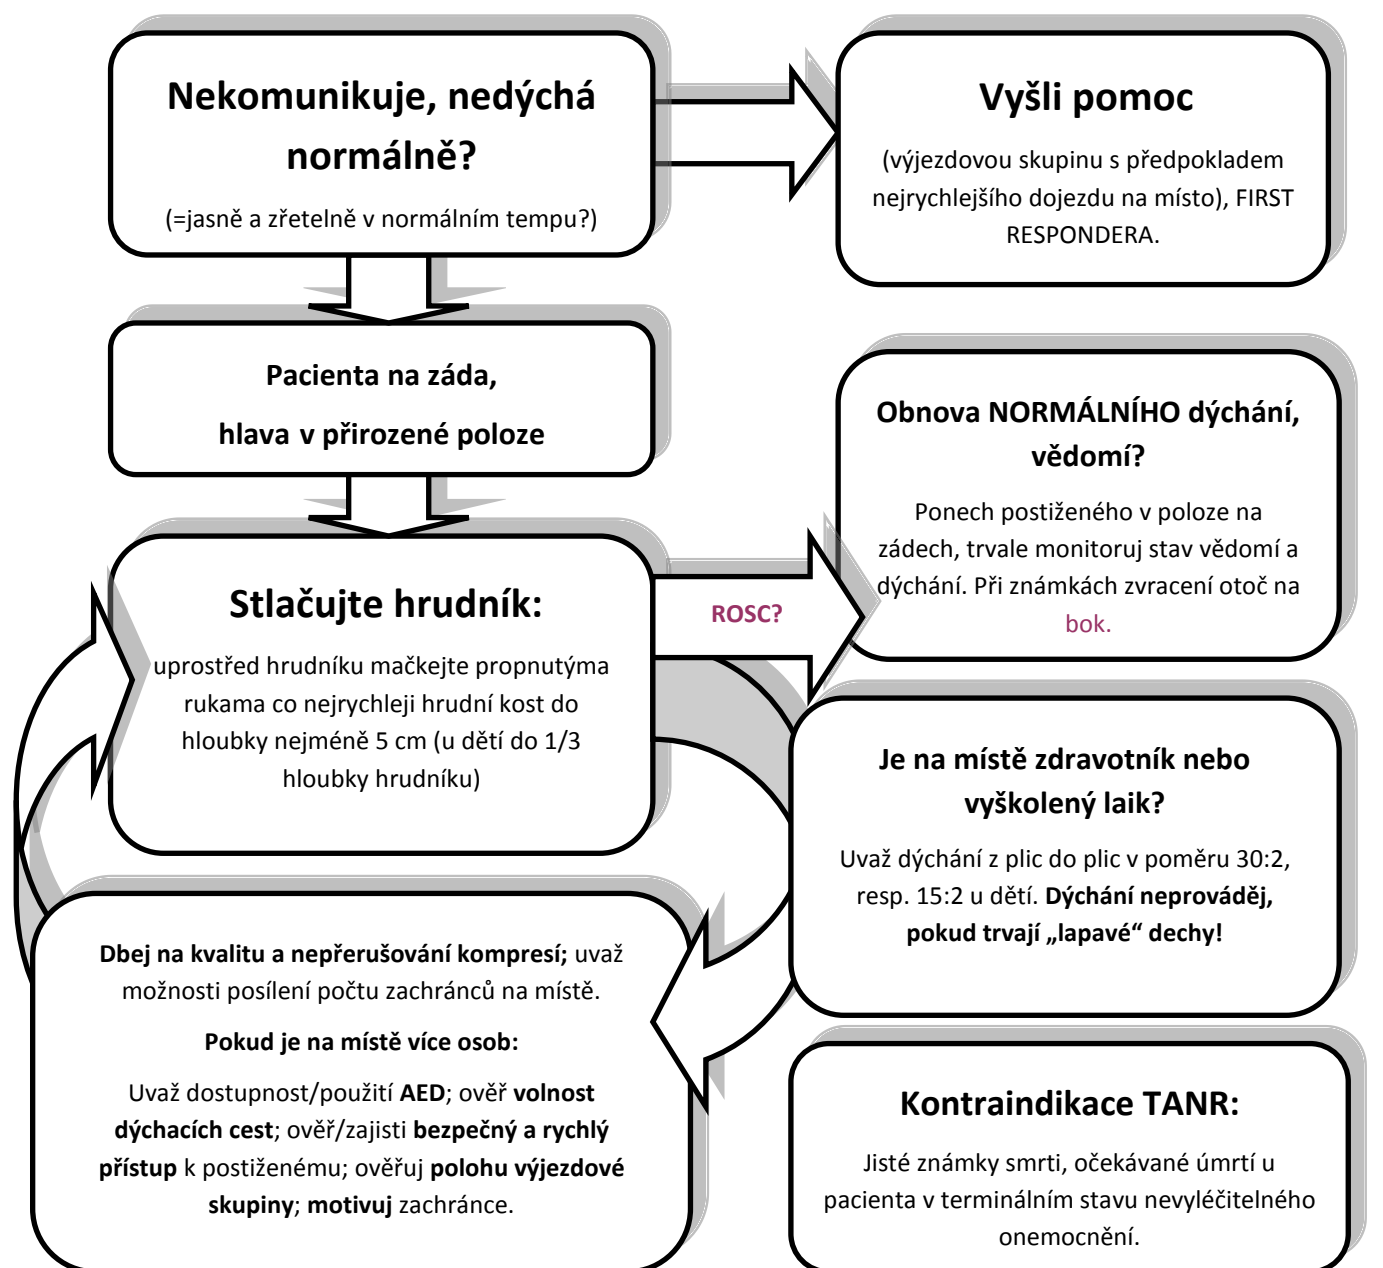 Nekomunikuje, nedýchá
normálně?
(=jasně a zřetelně v normálním tempu?)
Vyšli pomoc
(výjezdovou skupinu s předpokladem
nejrychlejšího dojezdu na místo), FIRST
RESPONDERA.
Pacienta na záda,
hlava v přirozené poloze
Obnova NORMÁLNÍHO dýchání,
vědomí?
Ponech postiženého v poloze na
zádech, trvale monitoruj stav vědomí a
dýchání. Při známkách zvracení otoč na
bok.
Stlačujte hrudník:
uprostřed hrudníku mačkejte propnutýma
rukama co nejrychleji hrudní kost do
hloubky nejméně 5 cm (u dětí do 1/3
hloubky hrudníku)
ROSC?
Je na místě zdravotník nebo
vyškolený laik?
Uvaž dýchání z plic do plic v poměru 30:2,
resp. 15:2 u dětí. Dýchání neprováděj,
pokud trvají „lapavé“ dechy!
Dbej na kvalitu a nepřerušování kompresí; uvaž
možnosti posílení počtu zachránců na místě.
Pokud je na místě více osob:
Uvaž dostupnost/použití AED; ověř volnost
dýchacích cest; ověř/zajisti bezpečný a rychlý
přístup k postiženému; ověřuj polohu výjezdové
skupiny; motivuj zachránce.
Kontraindikace TANR:
Jisté známky smrti, očekávané úmrtí u
pacienta v terminálním stavu nevyléčitelného
onemocnění.